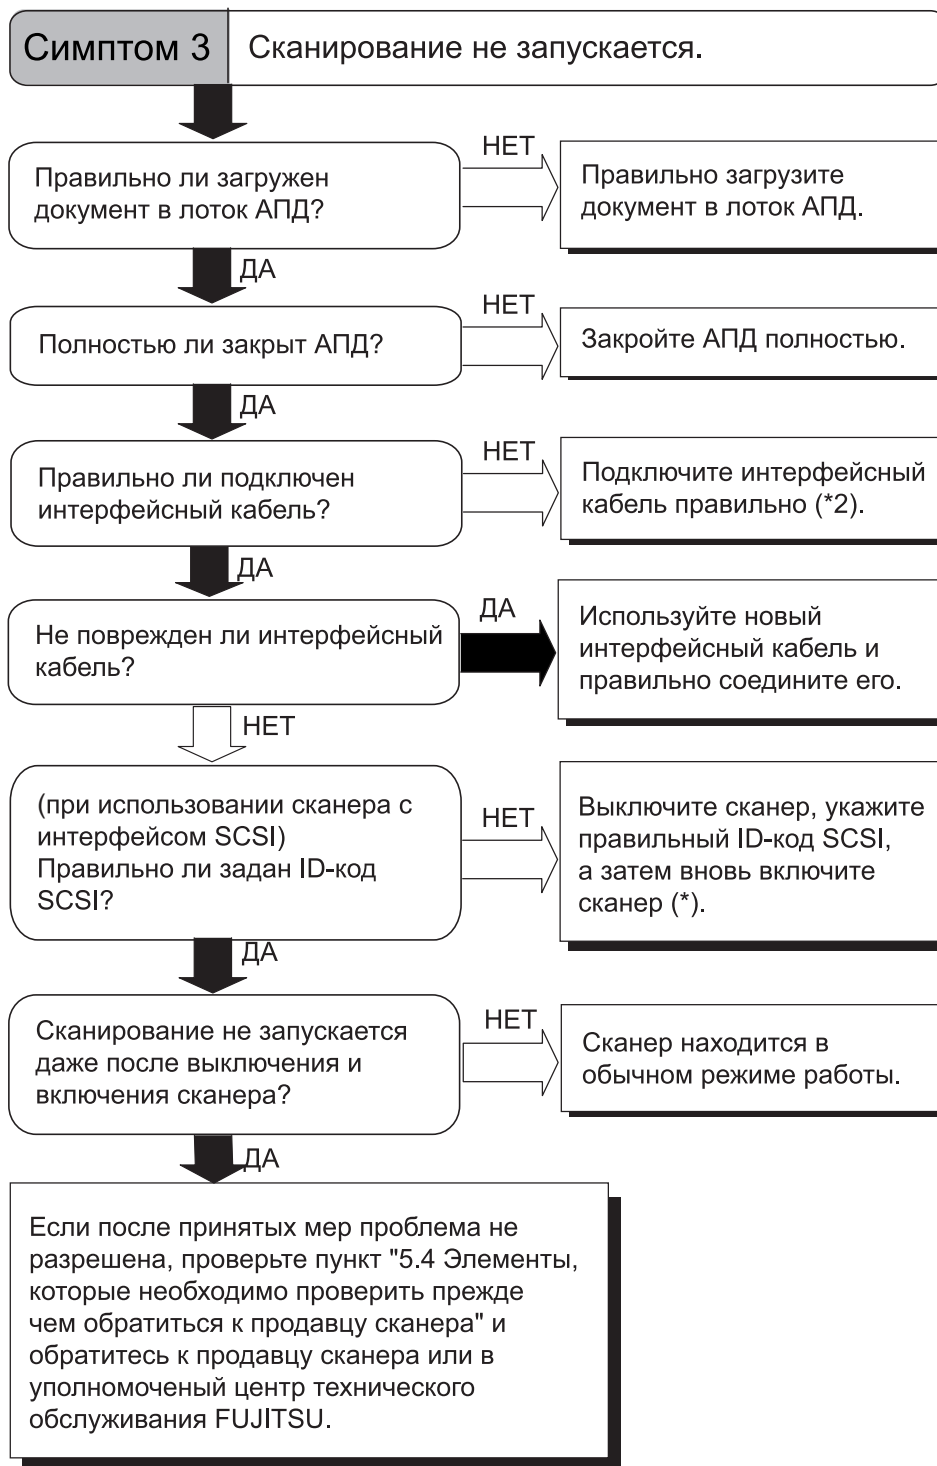 Симптом 3
Сканирование не запускается.
Правильно ли загружен
документ в лоток АПД?
НЕТ
Правильно загрузите
документ в лоток АПД.
ДА
Полностью ли закрыт АПД?
НЕТ
Закройте АПД полностью.
ДА
Правильно ли подключен
интерфейсный кабель?
НЕТ
Подключите интерфейсный
кабель правильно (*2).
ДА
Не поврежден ли интерфейсный
кабель?
ДА
Используйте новый
интерфейсный кабель и
правильно соедините его.
НЕТ
(при использовании сканера с
интерфейсом SCSI)
Правильно ли задан ID-код
SCSI?
НЕТ
Выключите сканер, укажите
правильный ID-код SCSI,
а затем вновь включите
сканер (*).
ДА
Сканирование не запускается
даже после выключения и
включения сканера?
НЕТ
Сканер находится в
обычном режиме работы.
ДА
Если после принятых мер проблема не
разрешена, проверьте пункт "5.4 Элементы,
которые необходимо проверить прежде
чем обратиться к продавцу сканера" и
обратитесь к продавцу сканера или в
уполномоченый центр технического
обслуживания FUJITSU.